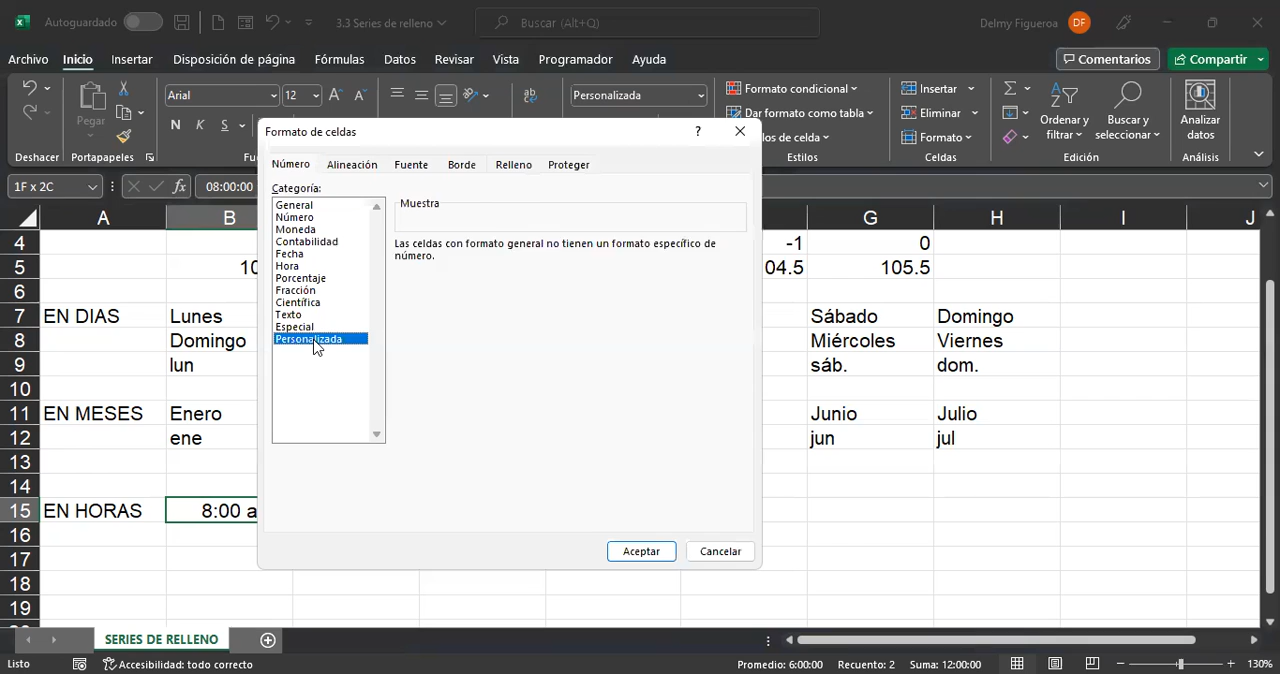 Autoguardado
3.3 Series de relleno
Buscar (Alt+Q)
Delmy Figueroa
DF
Archivo
Inicio
Insertar
Disposición de página
Fórmulas
Datos
Revisar
Vista
Programador
Ayuda
Comentarios
Compartir
Pegar
Arial
12
N K S
ab
Personalizada
Formato condicional
Dar formato como tabla
los de celda
Insertar
Eliminar
Formato
Ordenar y
filtrar
Buscar y
seleccionar
Analizar
datos
Deshacer
Portapapeles
Fue
Estilos
Celdas
Edición
Análisis
1F x 2C
fx
08:00:00
A B G H I J
4 -1 0
5 10 04.5 105.5
6
7 EN DIAS Lunes Sábado Domingo
8 Domingo Miércoles Viernes
9 lun sáb. dom.
10
11 EN MESES Enero Junio Julio
12 ene jun jul
13
14
15 EN HORAS 8:00 a
16
17
18
19
Formato de celdas
?
Número
Alineación
Fuente
Borde
Relleno
Proteger
Categoría:
General
Número
Moneda
Contabilidad
Fecha
Hora
Porcentaje
Fracción
Científica
Texto
Especial
Personalizada
Muestra
Las celdas con formato general no tienen un formato específico de
número.
Aceptar
Cancelar
SERIES DE RELLENO
Listo
Accesibilidad: todo correcto
Promedio: 6:00:00
Recuento: 2
Suma: 12:00:00
130%